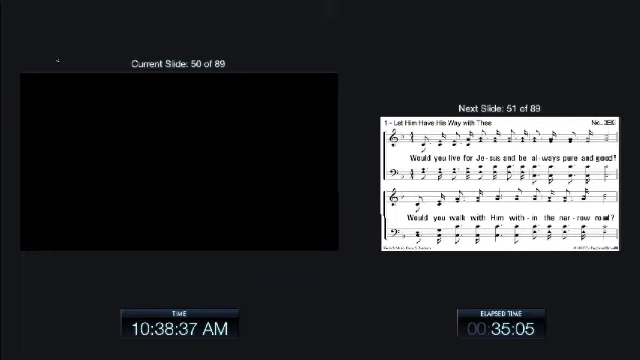 Current Slide: 50 of 89
Next Slide: 51 of 89
1 - Let Him Have His Way with Thee
No.
Would you live for Je-sus and be al-ways pure and good?
Would you walk with Him with-in the nar-row road?
TIME
10:38:37 AM
ELAPSED TIME
00:35:05